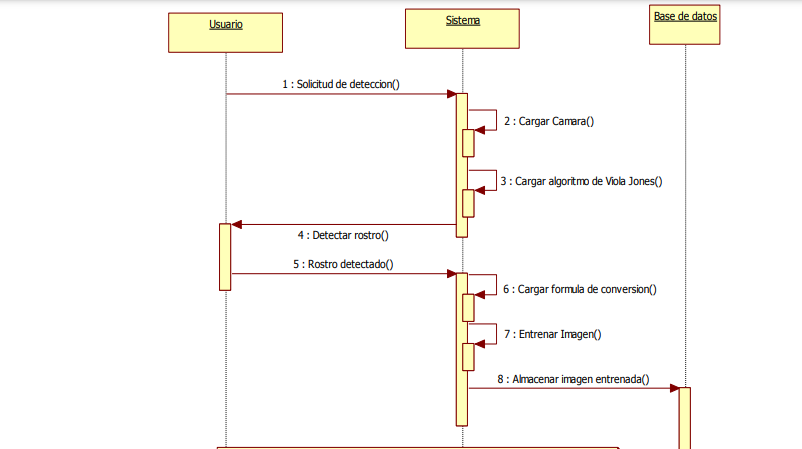 Usuario
Sistema
Base de datos
1 : Solicitud de deteccion()
2 : Cargar Camara()
3 : Cargar algoritmo de Viola Jones()
4 : Detectar rostro()
5 : Rostro detectado()
6 : Cargar formula de conversion()
7 : Entrenar Imagen()
8 : Almacenar imagen entrenada()